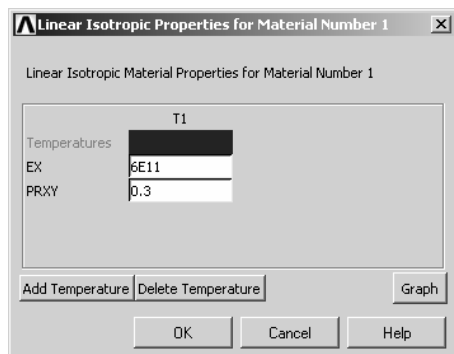 Linear Isotropic Properties for Material Number 1
Linear Isotropic Material Properties for Material Number 1
T1
Temperatures
EX 6E11
PRXY 0.3
Add Temperature Delete Temperature Graph
OK Cancel Help